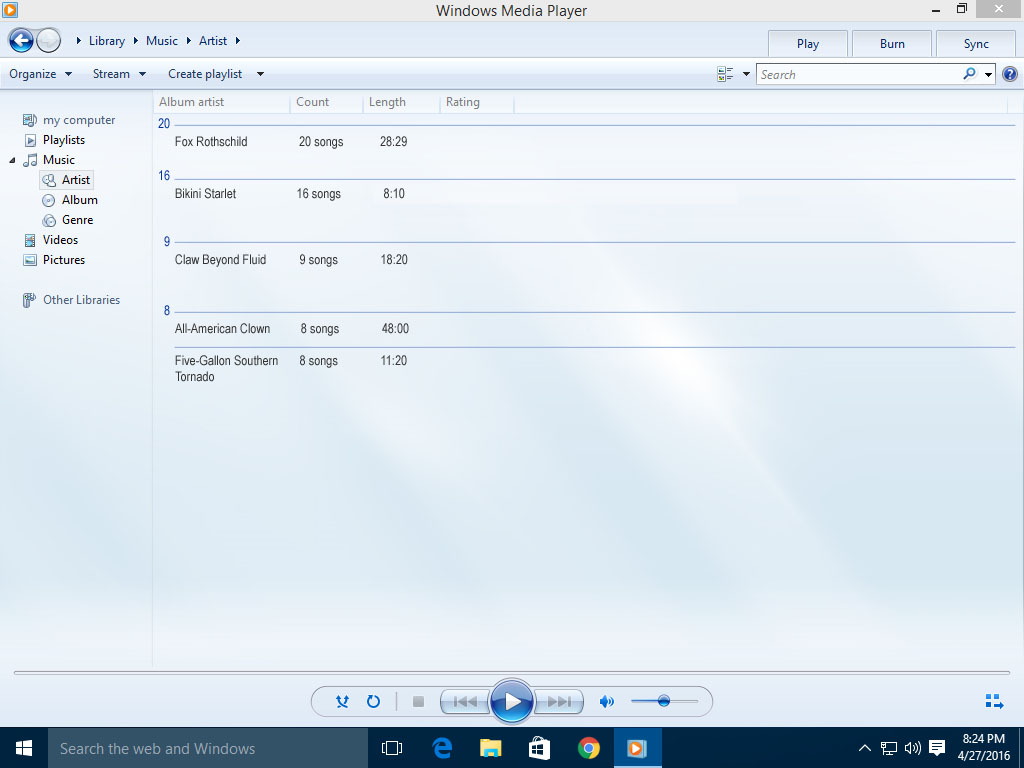 Windows Media Player
Library Music Artist
Play Burn Sync
Organize Stream Create playlist
Search
Album artist Count Length Rating
my computer
Playlists
Music
Artist
Album
Genre
Videos
Pictures
Other Libraries
20
Fox Rothschild 20 songs 28:29
16
Bikini Starlet 16 songs 8:10
9
Claw Beyond Fluid 9 songs 18:20
8
All-American Clown 8 songs 48:00
Five-Gallon Southern 8 songs 11:20
Tornado
Search the web and Windows
8:24 PM
4/27/2016